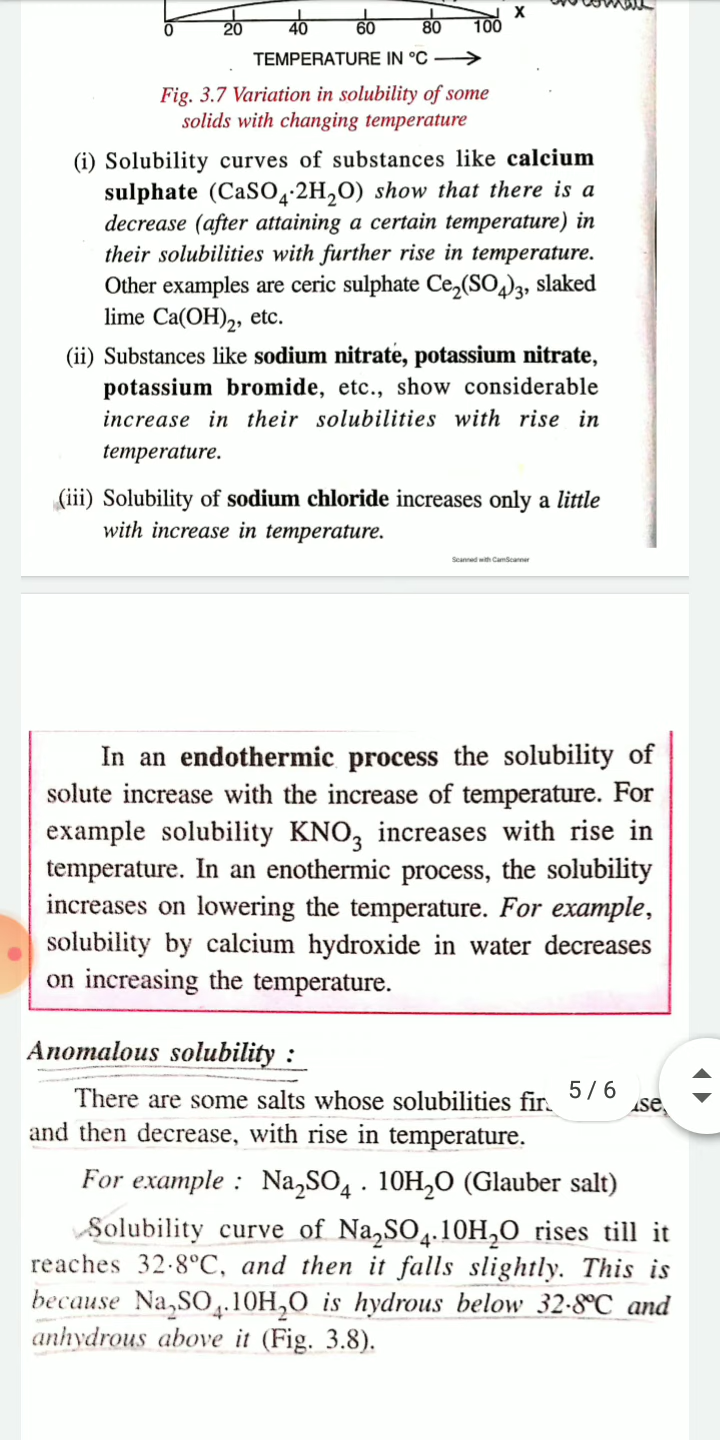 0 20 40 60 80 100 X
TEMPERATURE IN °C →
Fig. 3.7 Variation in solubility of some
solids with changing temperature
(i) Solubility curves of substances like calcium
sulphate (CaSO₄·2H₂O) show that there is a
decrease (after attaining a certain temperature) in
their solubilities with further rise in temperature.
Other examples are ceric sulphate Ce₂(SO₄)₃, slaked
lime Ca(OH)₂, etc.
(ii) Substances like sodium nitrate, potassium nitrate,
potassium bromide, etc., show considerable
increase in their solubilities with rise in
temperature.
(iii) Solubility of sodium chloride increases only a little
with increase in temperature.
Scanned with CamScanner
In an endothermic process the solubility of
solute increase with the increase of temperature. For
example solubility KNO₃ increases with rise in
temperature. In an enothermic process, the solubility
increases on lowering the temperature. For example,
solubility by calcium hydroxide in water decreases
on increasing the temperature.
Anomalous solubility :
There are some salts whose solubilities
5 / 6
and then decrease, with rise in temperature.
For example : Na₂SO₄ . 10H₂O (Glauber salt)
Solubility curve of Na₂SO₄.10H₂O rises till it
reaches 32·8°C, and then it falls slightly. This is
because Na₂SO₄.10H₂O is hydrous below 32·8°C and
anhydrous above it (Fig. 3.8).